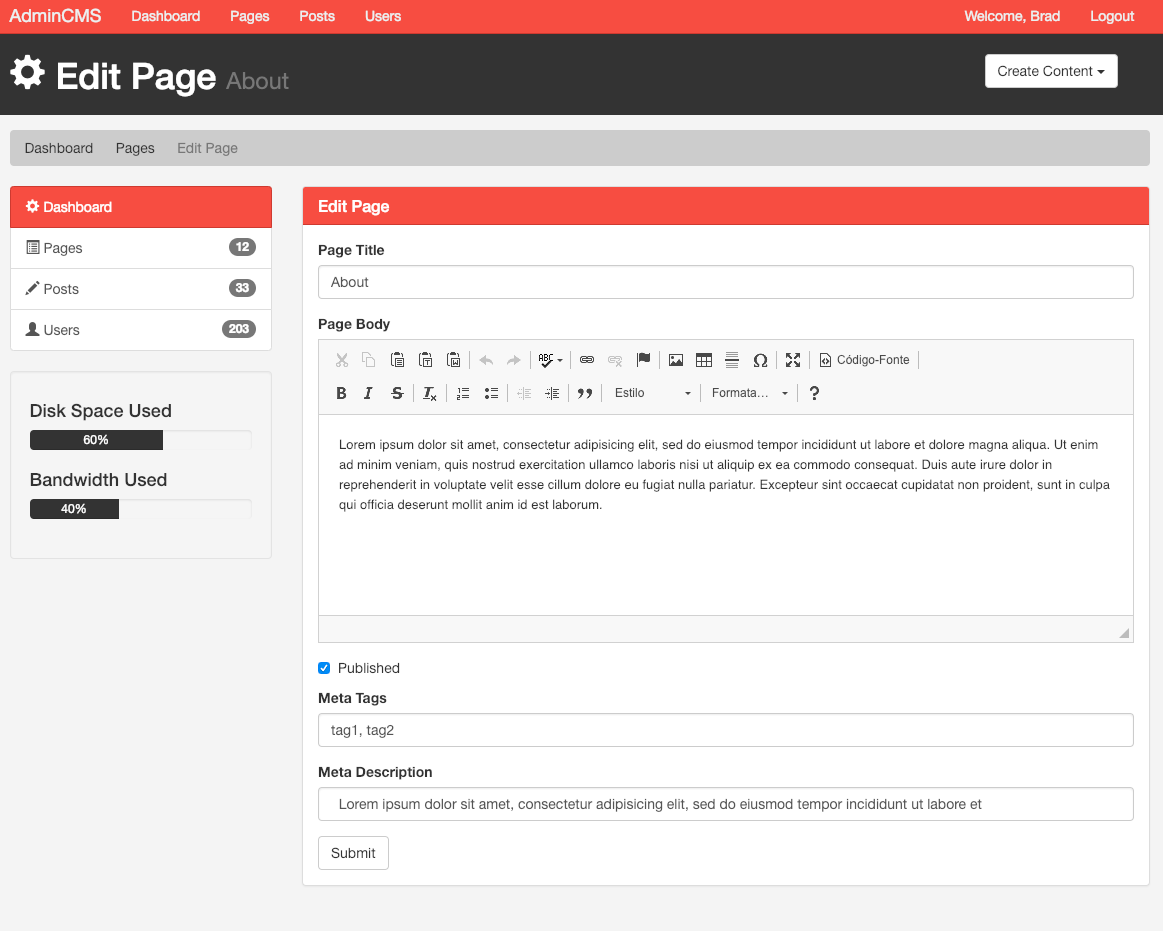 AdminCMS Dashboard Pages Posts Users Welcome, Brad Logout
Edit Page About
Create Content
Dashboard Pages Edit Page
Dashboard
Pages 12
Posts 33
Users 203
Disk Space Used
60%
Bandwidth Used
40%
Edit Page
Page Title
About
Page Body
ABC Código-Fonte
B I S Tx Estilo Formata... ?
Lorem ipsum dolor sit amet, consectetur adipisicing elit, sed do eiusmod tempor incididunt ut labore et dolore magna aliqua. Ut enim
ad minim veniam, quis nostrud exercitation ullamco laboris nisi ut aliquip ex ea commodo consequat. Duis aute irure dolor in
reprehenderit in voluptate velit esse cillum dolore eu fugiat nulla pariatur. Excepteur sint occaecat cupidatat non proident, sunt in culpa
qui officia deserunt mollit anim id est laborum.
Published
Meta Tags
tag1, tag2
Meta Description
Lorem ipsum dolor sit amet, consectetur adipisicing elit, sed do eiusmod tempor incididunt ut labore et
Submit